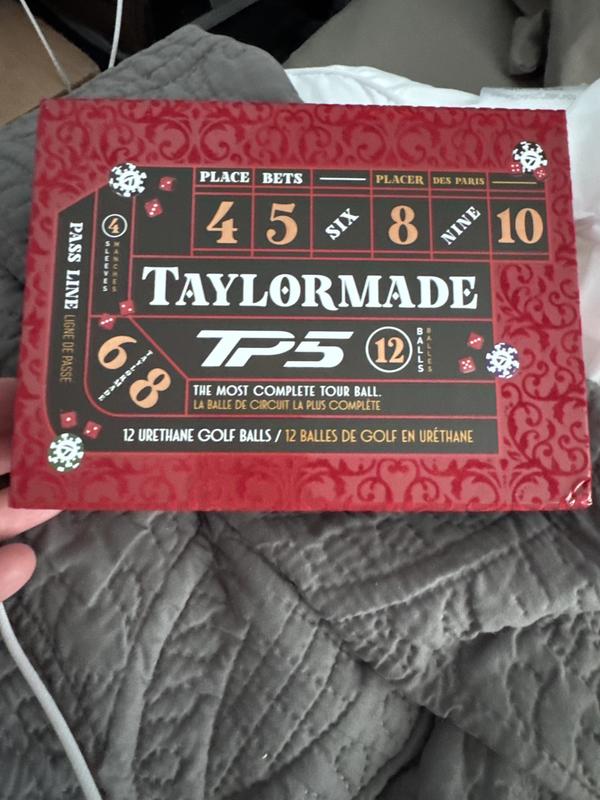 PLACE BETS PLACER DES PARIS
4 5 SIX 8 NINE 10
PASS LINE LIGNE DE PASSE
4 SLEEVES MANCHES
TAYLORMADE
TP5 12 BALLS BALLES
6 8
TAYLORMADE
THE MOST COMPLETE TOUR BALL.
LA BALLE DE CIRCUIT LA PLUS COMPLÈTE
12 URETHANE GOLF BALLS / 12 BALLES DE GOLF EN URÉTHANE